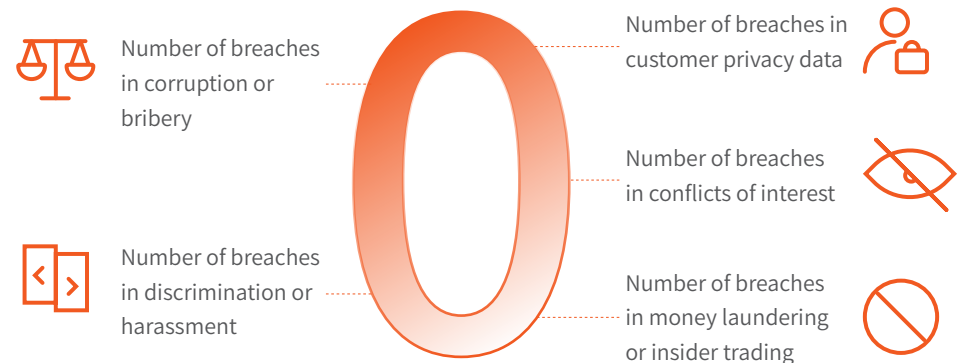 Number of breaches
in corruption or
bribery
Number of breaches
in discrimination or
harassment
0
Number of breaches in
customer privacy data
Number of breaches
in conflicts of interest
Number of breaches
in money laundering
or insider trading